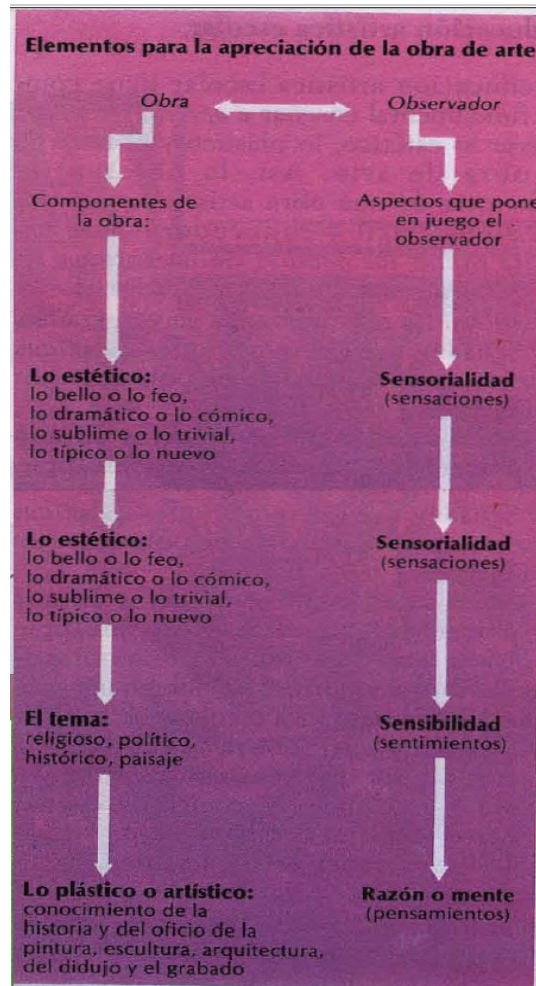 Elementos para la apreciación de la obra de arte
Obra
Observador
Componentes de
la obra:
Aspectos que pone
en juego el
observador
Lo estético:
lo bello o lo feo,
lo dramático o lo cómico,
lo sublime o lo trivial,
lo típico o lo nuevo
Sensorialidad
(sensaciones)
Lo estético:
lo bello o lo feo,
lo dramático o lo cómico,
lo sublime o lo trivial,
lo típico o lo nuevo
Sensorialidad
(sensaciones)
El tema:
religioso, político,
histórico, paisaje
Sensibilidad
(sentimientos)
Lo plástico o artístico:
conocimiento de la
historia y del oficio de la
pintura, escultura, arquitectura,
del didujo y el grabado
Razón o mente
(pensamientos)